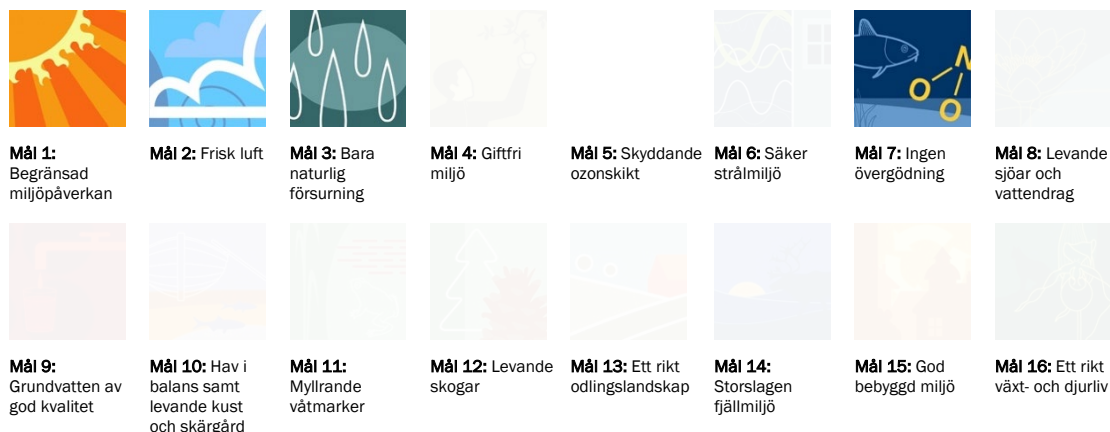 N
O
O
Mål 1:
Begränsad
miljöpåverkan
Mål 2: Frisk luft
Mål 3: Bara
naturlig
försurning
Mål 4: Giftfri
miljö
Mål 5: Skyddande
ozonskikt
Mål 6: Säker
strålmiljö
Mål 7: Ingen
övergödning
Mål 8: Levande
sjöar och
vattendrag
Mål 9:
Grundvatten av
god kvalitet
Mål 10: Hav i
balans samt
levande kust
och skärgård
Mål 11:
Myllrande
våtmarker
Mål 12: Levande
skogar
Mål 13: Ett rikt
odlingslandskap
Mål 14:
Storslagen
fjällmiljö
Mål 15: God
bebyggd miljö
Mål 16: Ett rikt
växt- och djurliv